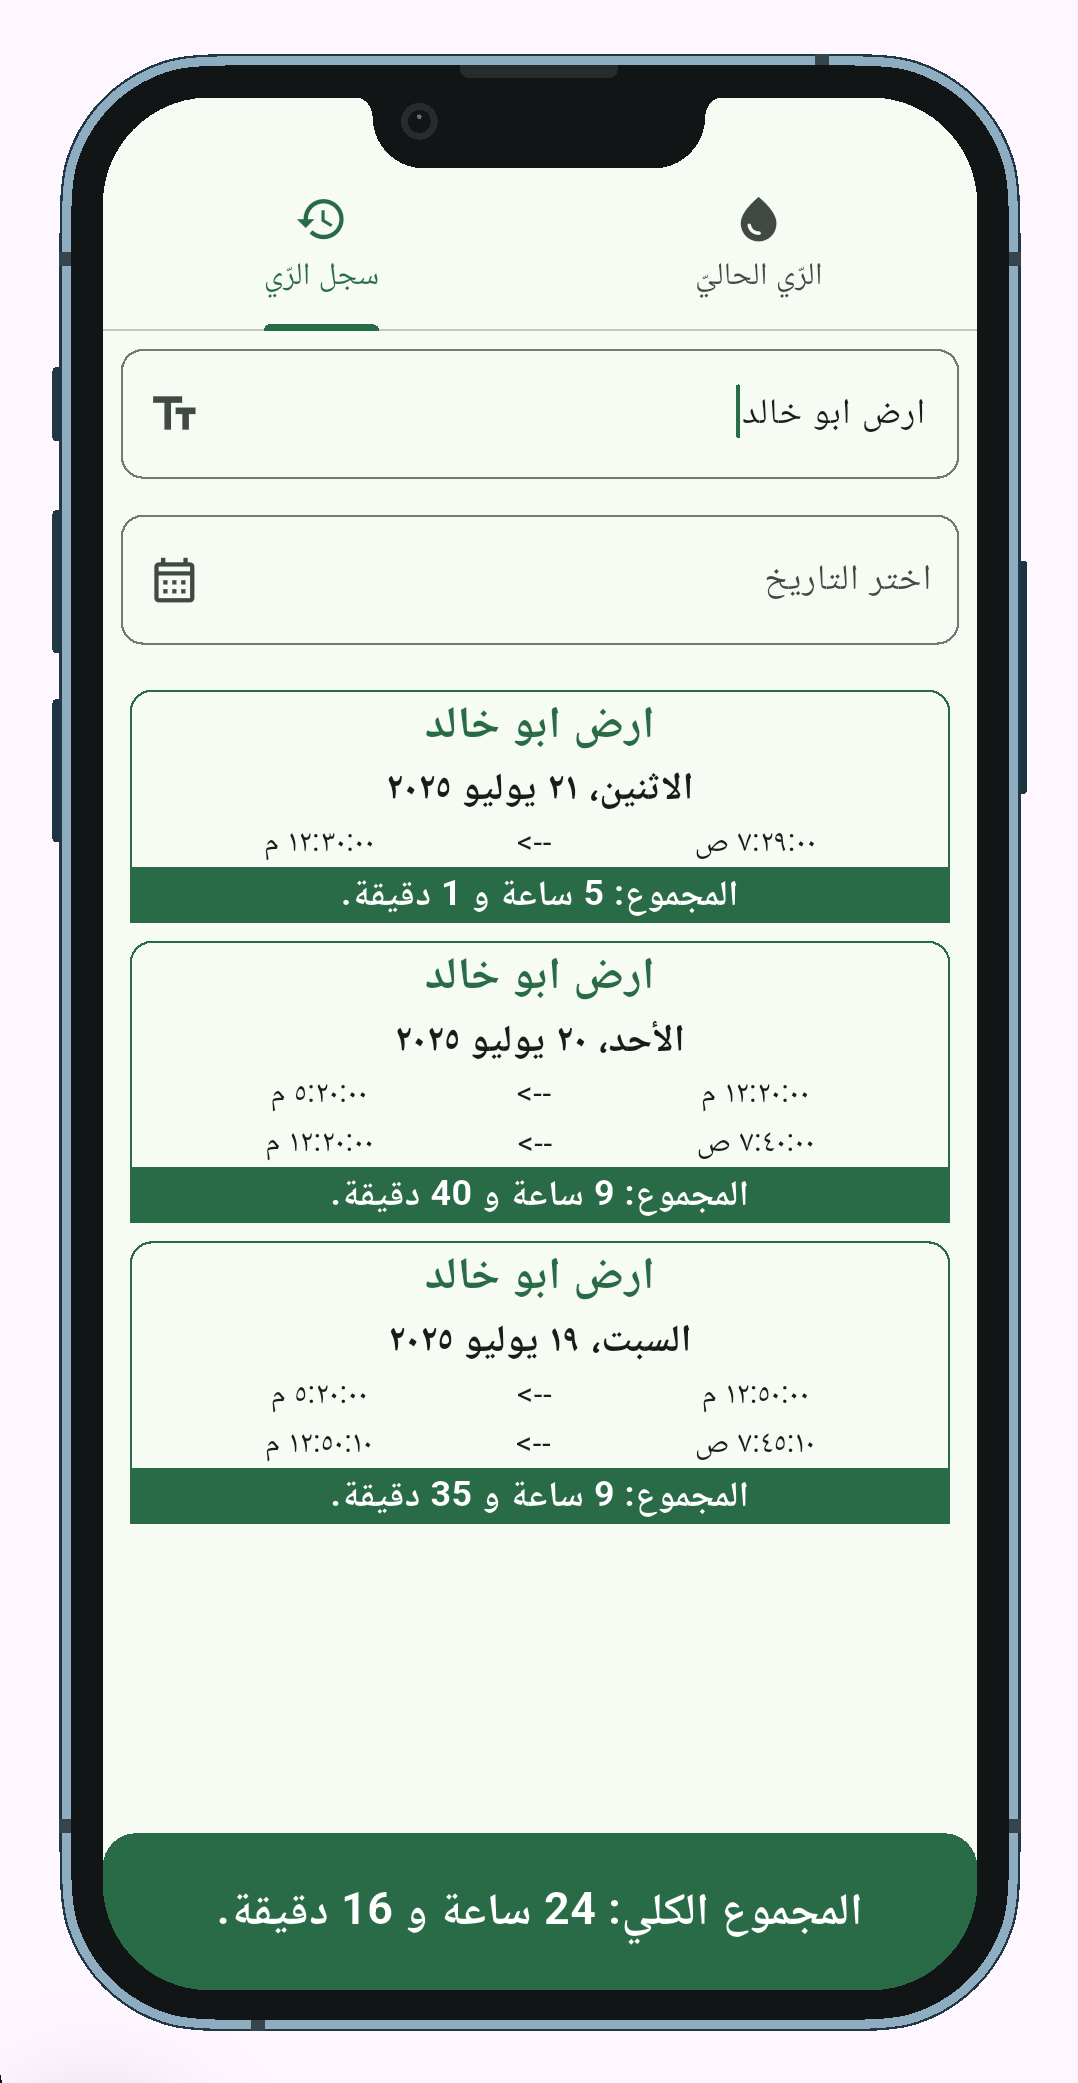 الرّي الحاليّ
سجل الرّي
ارض ابو خالد
اختر التاريخ
ارض ابو خالد
الاثنين، ٢١ يوليو ٢٠٢٥
٧:٢٩:٠٠ ص --> ١٢:٣٠:٠٠ م
المجموع: 5 ساعة و 1 دقيقة.
ارض ابو خالد
الأحد، ٢٠ يوليو ٢٠٢٥
١٢:٢٠:٠٠ م --> ٥:٢٠:٠٠ م
٧:٤٠:٠٠ ص --> ١٢:٢٠:٠٠ م
المجموع: 9 ساعة و 40 دقيقة.
ارض ابو خالد
السبت، ١٩ يوليو ٢٠٢٥
١٢:٥٠:٠٠ م --> ٥:٢٠:٠٠ م
٧:٤٥:١٠ ص --> ١٢:٥٠:١٠ م
المجموع: 9 ساعة و 35 دقيقة.
المجموع الكلي: 24 ساعة و 16 دقيقة.